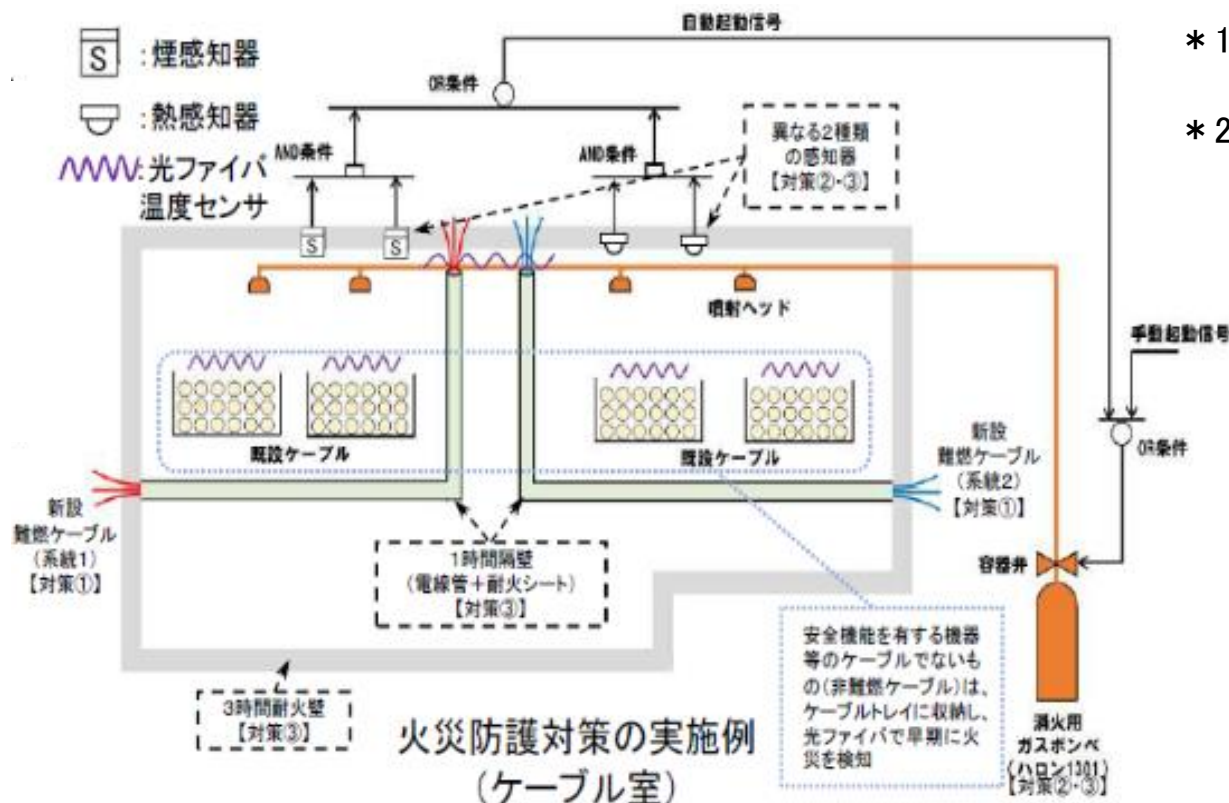 S :煙感知器
:熱感知器
:光ファイバ
温度センサ
自動起動信号
OR条件
AND条件
AND条件
異なる2種類
の感知器
【対策②・③】
*1
*2
S
S
噴射ヘッド
手動起動信号
OR条件
既設ケーブル
既設ケーブル
新設
難燃ケーブル
(系統1)
【対策①】
新設
難燃ケーブル
(系統2)
【対策①】
1時間隔壁
(電線管+耐火シート)
【対策③】
容器弁
安全機能を有する機器
等のケーブルでないも
の(非難燃ケーブル)は、
ケーブルトレイに収納し、
光ファイバで早期に火
災を検知
3時間耐火壁
【対策③】
消火用
ガスボンベ
(ハロン1301)
【対策②・③】
火災防護対策の実施例
(ケーブル室)